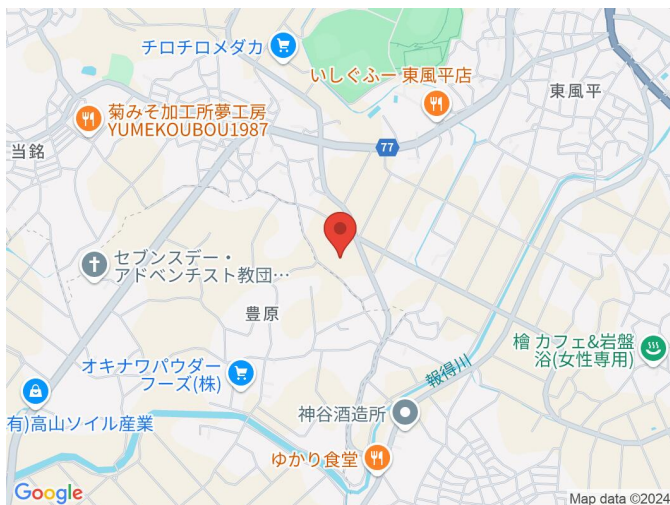 チロチロメダカ
いしぐふー 東風平店
東風平
菊みそ加工所夢工房
YUMEKOUBOU1987
当銘
77
セブンスデー・
アドベンチスト教団…
豊原
檜 カフェ&岩盤
浴(女性専用)
オキナワパウダー
フーズ(株)
報得川
有)高山ソイル産業
神谷酒造所
ゆかり食堂
Google
Map data ©2024